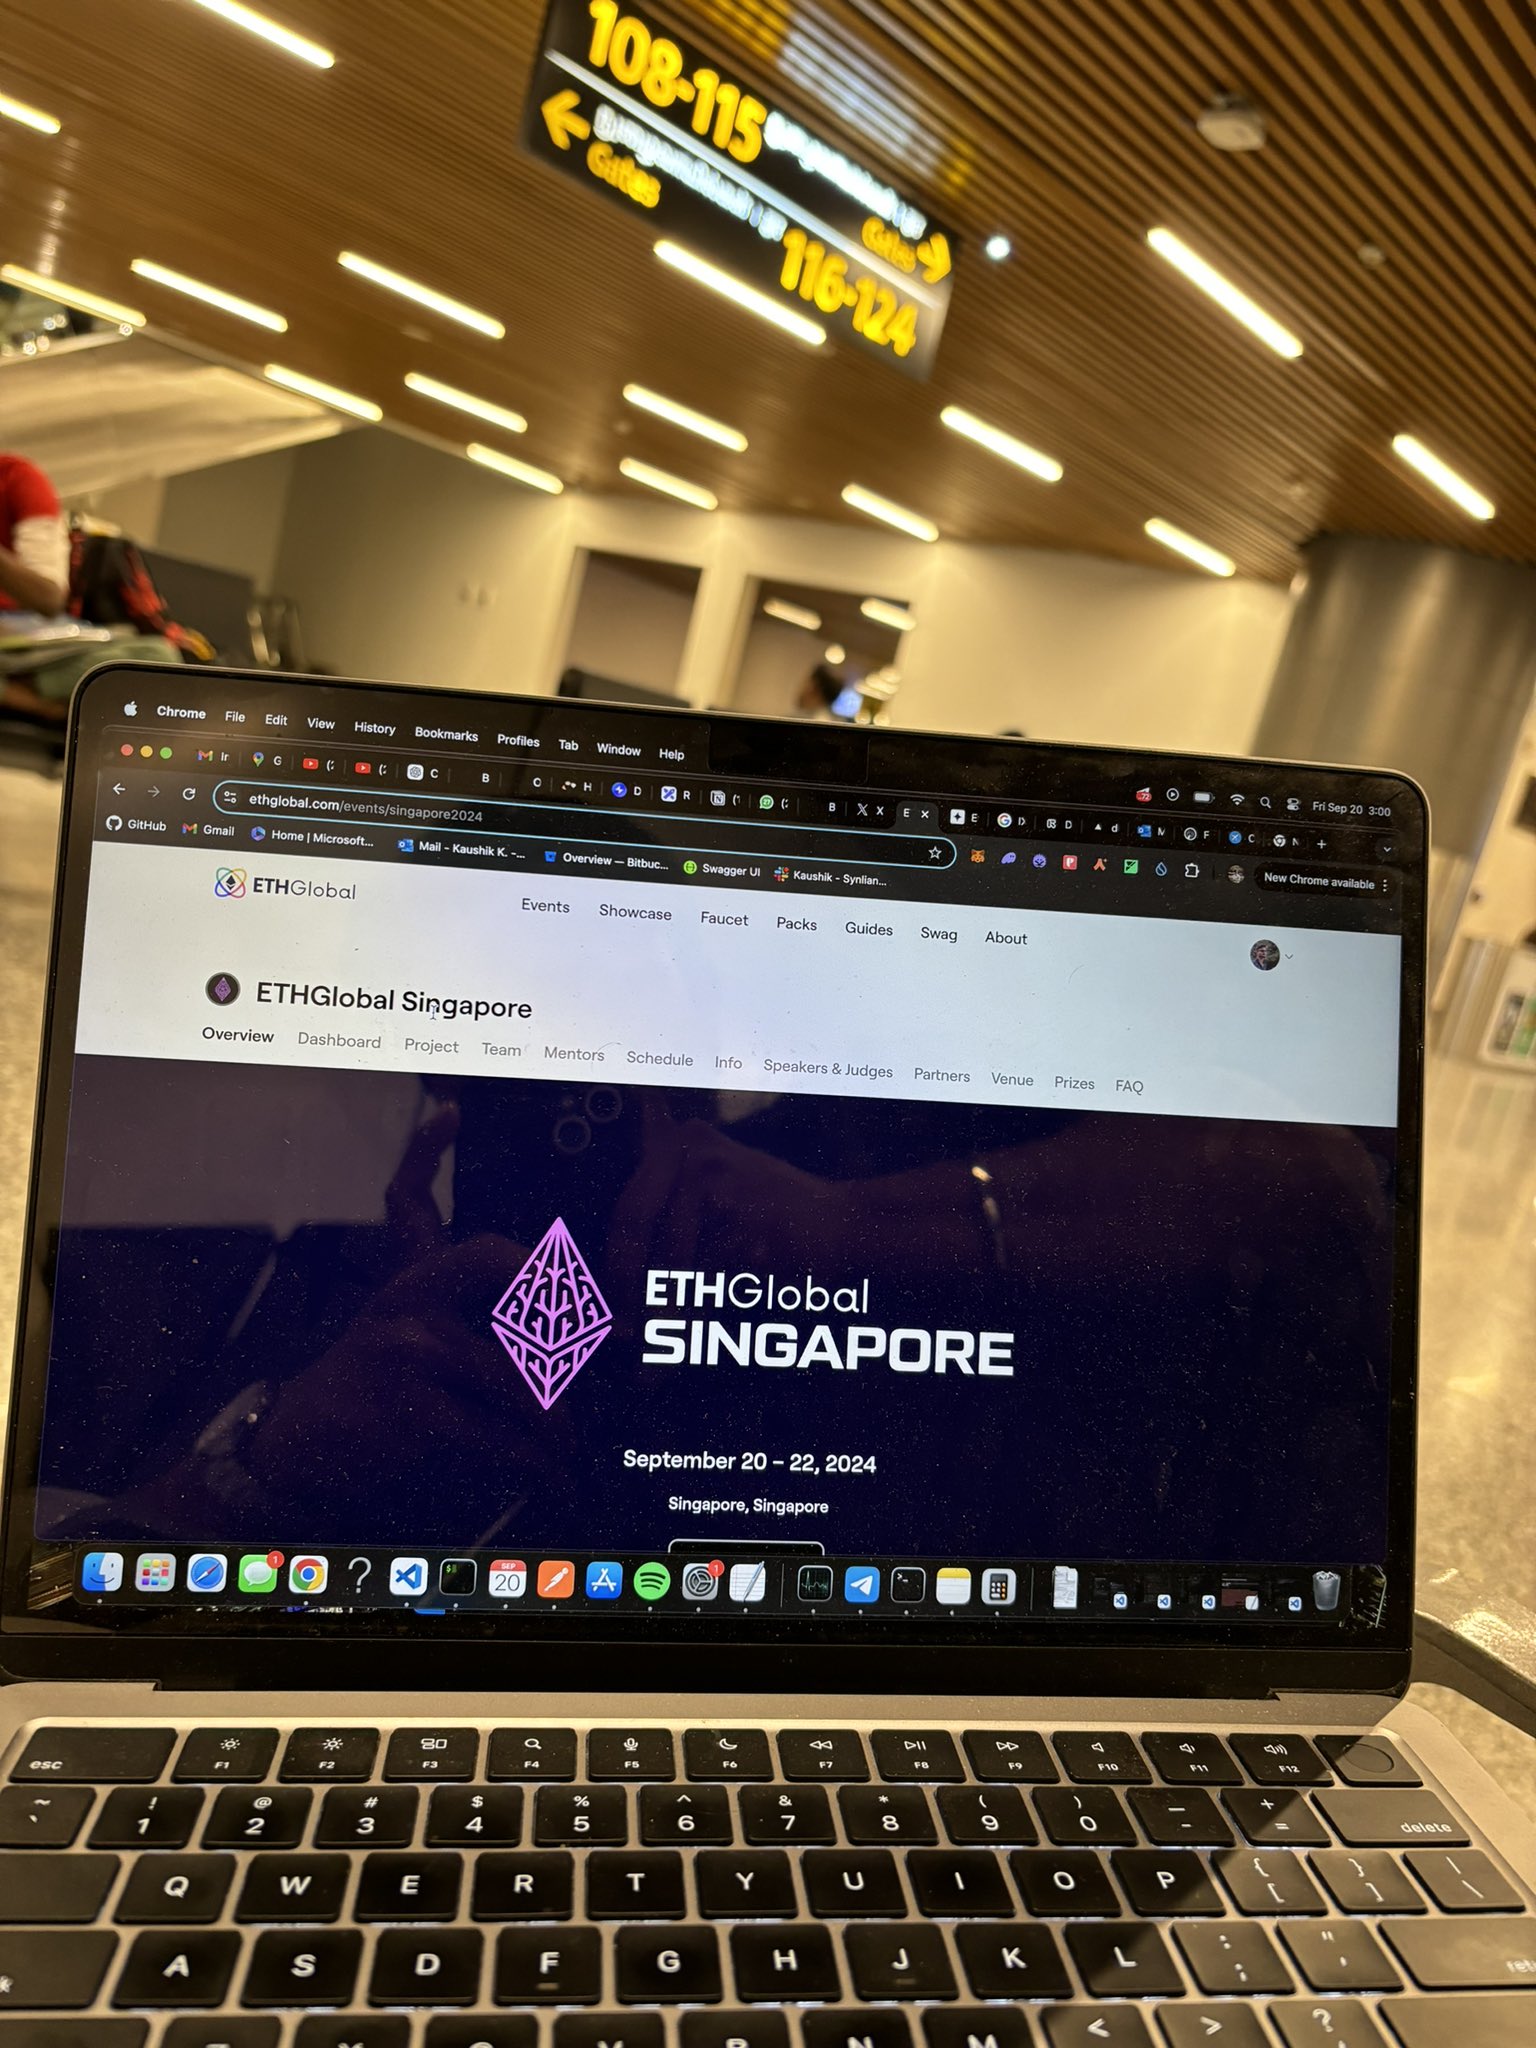 108-115
Gates
Gates
116-124
Chrome File Edit View History Bookmarks Profiles Tab Window Help
Fri Sep 20 3:00
Ir G C B O H D R B X E E D D d M F C N
ethglobal.com/events/singapore2024
New Chrome available
GitHub Gmail Home | Microsoft... Mail - Kaushik K. -... Overview — Bitbuc... Swagger UI Kaushik - Synlian...
ETHGlobal
Events Showcase Faucet Packs Guides Swag About
ETHGlobal Singapore
Overview Dashboard Project Team Mentors Schedule Info Speakers & Judges Partners Venue Prizes FAQ
ETHGlobal
SINGAPORE
September 20 – 22, 2024
Singapore, Singapore
SEP
20
esc F1 F2 F3 F4 F5 F6 F7 F8 F9 F10 F11 F12
~ ! @ # $ % ^ & * ( ) — +
` 1 2 3 4 5 6 7 8 9 0 - = delete
Q W E R T Y U I O P { [ } ] | \
A S D F G H J K L : ; " '
N M < > ?